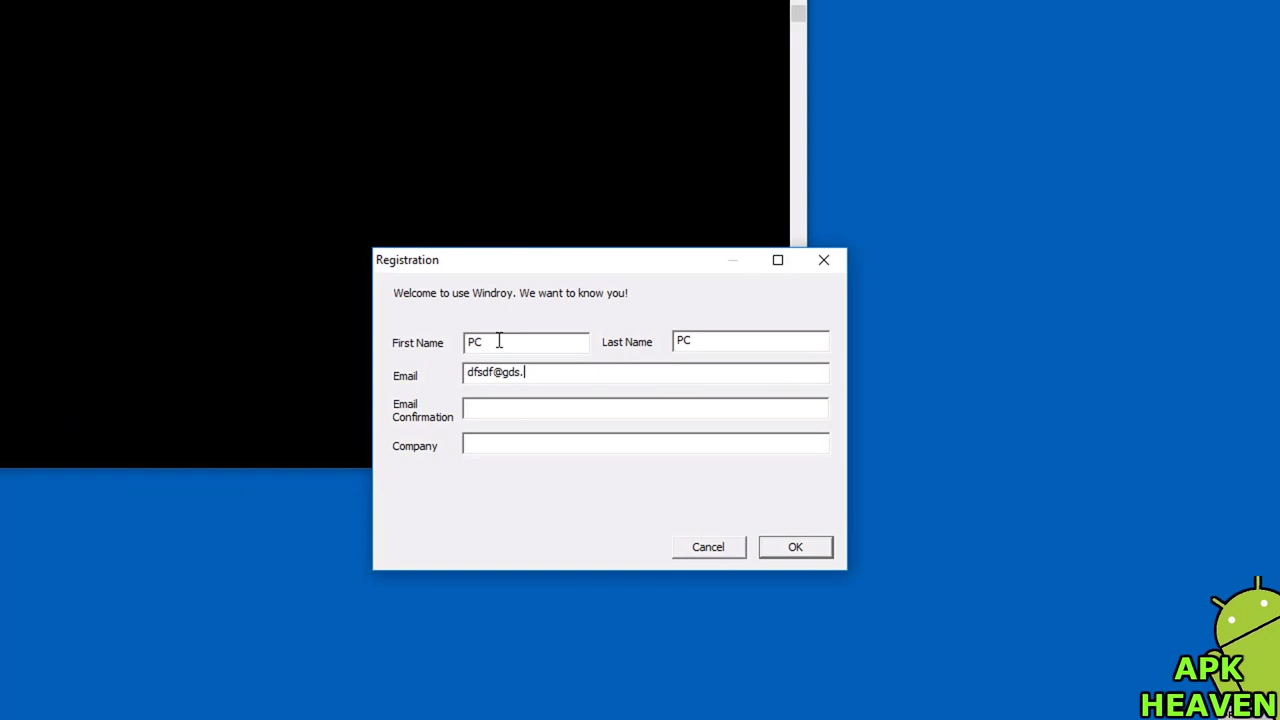 Registration
Welcome to use Windroy. We want to know you!
First Name PC Last Name PC
Email dfsdf@gds.
Email
Confirmation
Company
Cancel OK
APK
HEAVEN